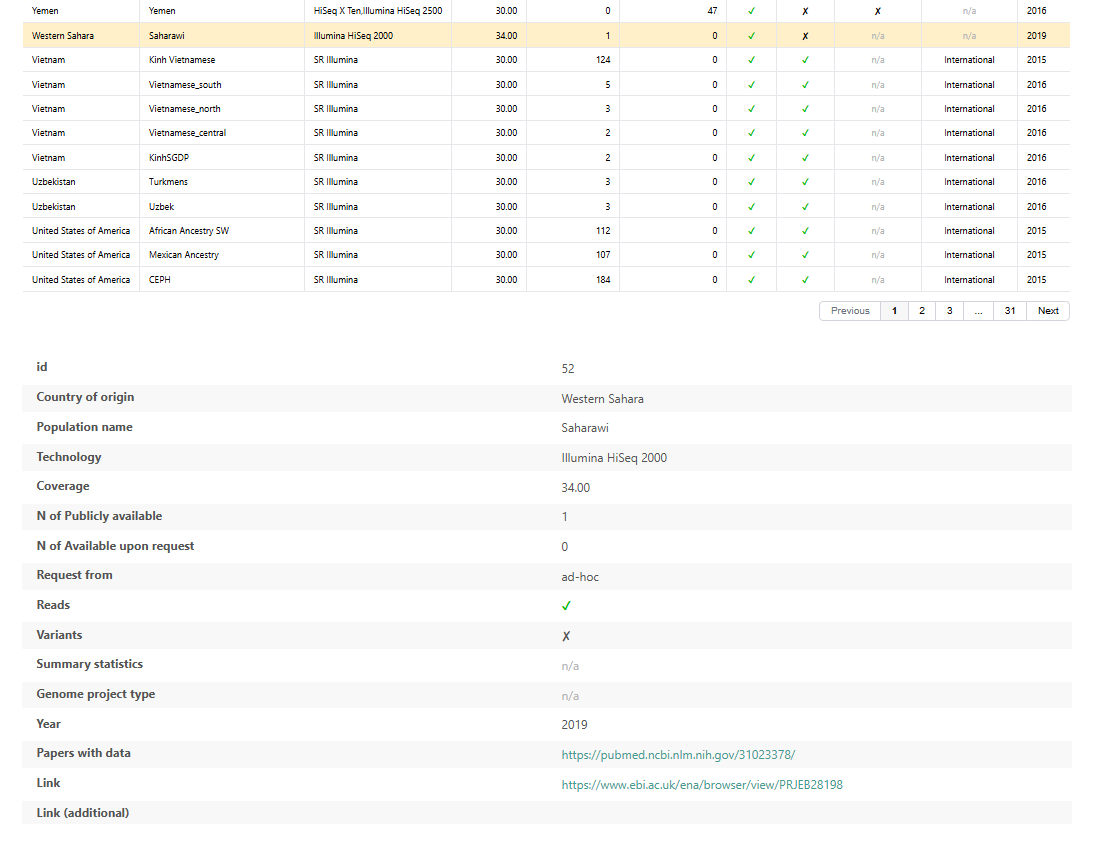 Yemen Yemen HiSeq X Ten,Illumina HiSeq 2500 30.00 0 47 ✓ ✗ ✗ n/a 2016
Western Sahara Saharawi Illumina HiSeq 2000 34.00 1 0 ✓ ✗ n/a n/a 2019
Vietnam Kinh Vietnamese SR Illumina 30.00 124 0 ✓ ✓ n/a International 2015
Vietnam Vietnamese_south SR Illumina 30.00 5 0 ✓ ✓ n/a International 2016
Vietnam Vietnamese_north SR Illumina 30.00 3 0 ✓ ✓ n/a International 2016
Vietnam Vietnamese_central SR Illumina 30.00 2 0 ✓ ✓ n/a International 2016
Vietnam KinhSGDP SR Illumina 30.00 2 0 ✓ ✓ n/a International 2016
Uzbekistan Turkmens SR Illumina 30.00 3 0 ✓ ✓ n/a International 2016
Uzbekistan Uzbek SR Illumina 30.00 3 0 ✓ ✓ n/a International 2016
United States of America African Ancestry SW SR Illumina 30.00 112 0 ✓ ✓ n/a International 2015
United States of America Mexican Ancestry SR Illumina 30.00 107 0 ✓ ✓ n/a International 2015
United States of America CEPH SR Illumina 30.00 184 0 ✓ ✓ n/a International 2015
Previous 1 2 3 ... 31 Next
id 52
Country of origin Western Sahara
Population name Saharawi
Technology Illumina HiSeq 2000
Coverage 34.00
N of Publicly available 1
N of Available upon request 0
Request from ad-hoc
Reads ✓
Variants ✗
Summary statistics n/a
Genome project type n/a
Year 2019
Papers with data https://pubmed.ncbi.nlm.nih.gov/31023378/
Link https://www.ebi.ac.uk/ena/browser/view/PRJEB28198
Link (additional)